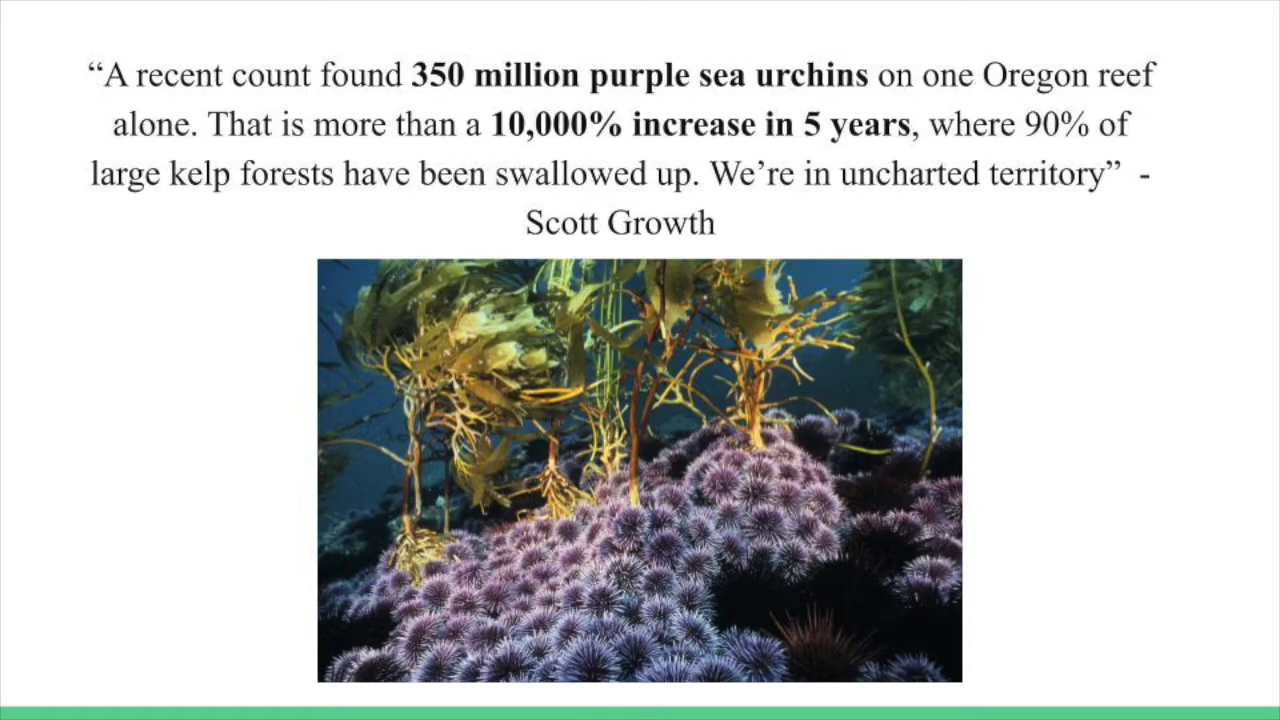 “A recent count found 350 million purple sea urchins on one Oregon reef
alone. That is more than a 10,000% increase in 5 years, where 90% of
large kelp forests have been swallowed up. We’re in uncharted territory”  -
Scott Growth